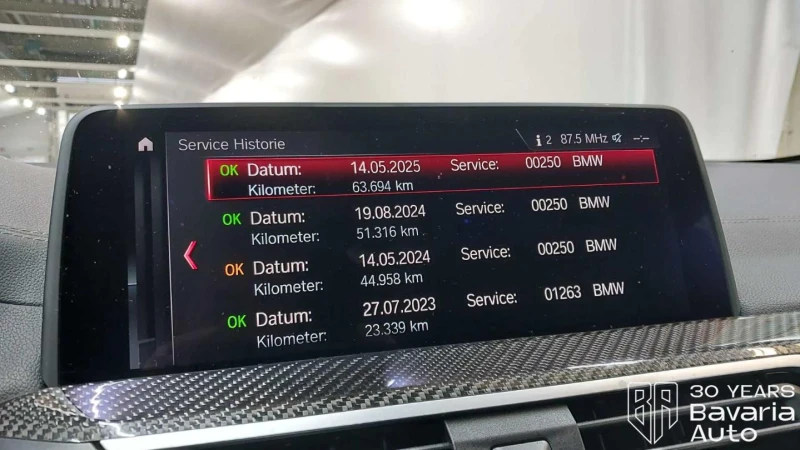 Service Historie
i 2 87.5 MHz --:--
OK Datum: 14.05.2025 Service: 00250 BMW
Kilometer: 63.694 km
OK Datum: 19.08.2024 Service: 00250 BMW
Kilometer: 51.316 km
OK Datum: 14.05.2024 Service: 00250 BMW
Kilometer: 44.958 km
OK Datum: 27.07.2023 Service: 01263 BMW
Kilometer: 23.339 km
BA
30 YEARS
Bavaria
Auto